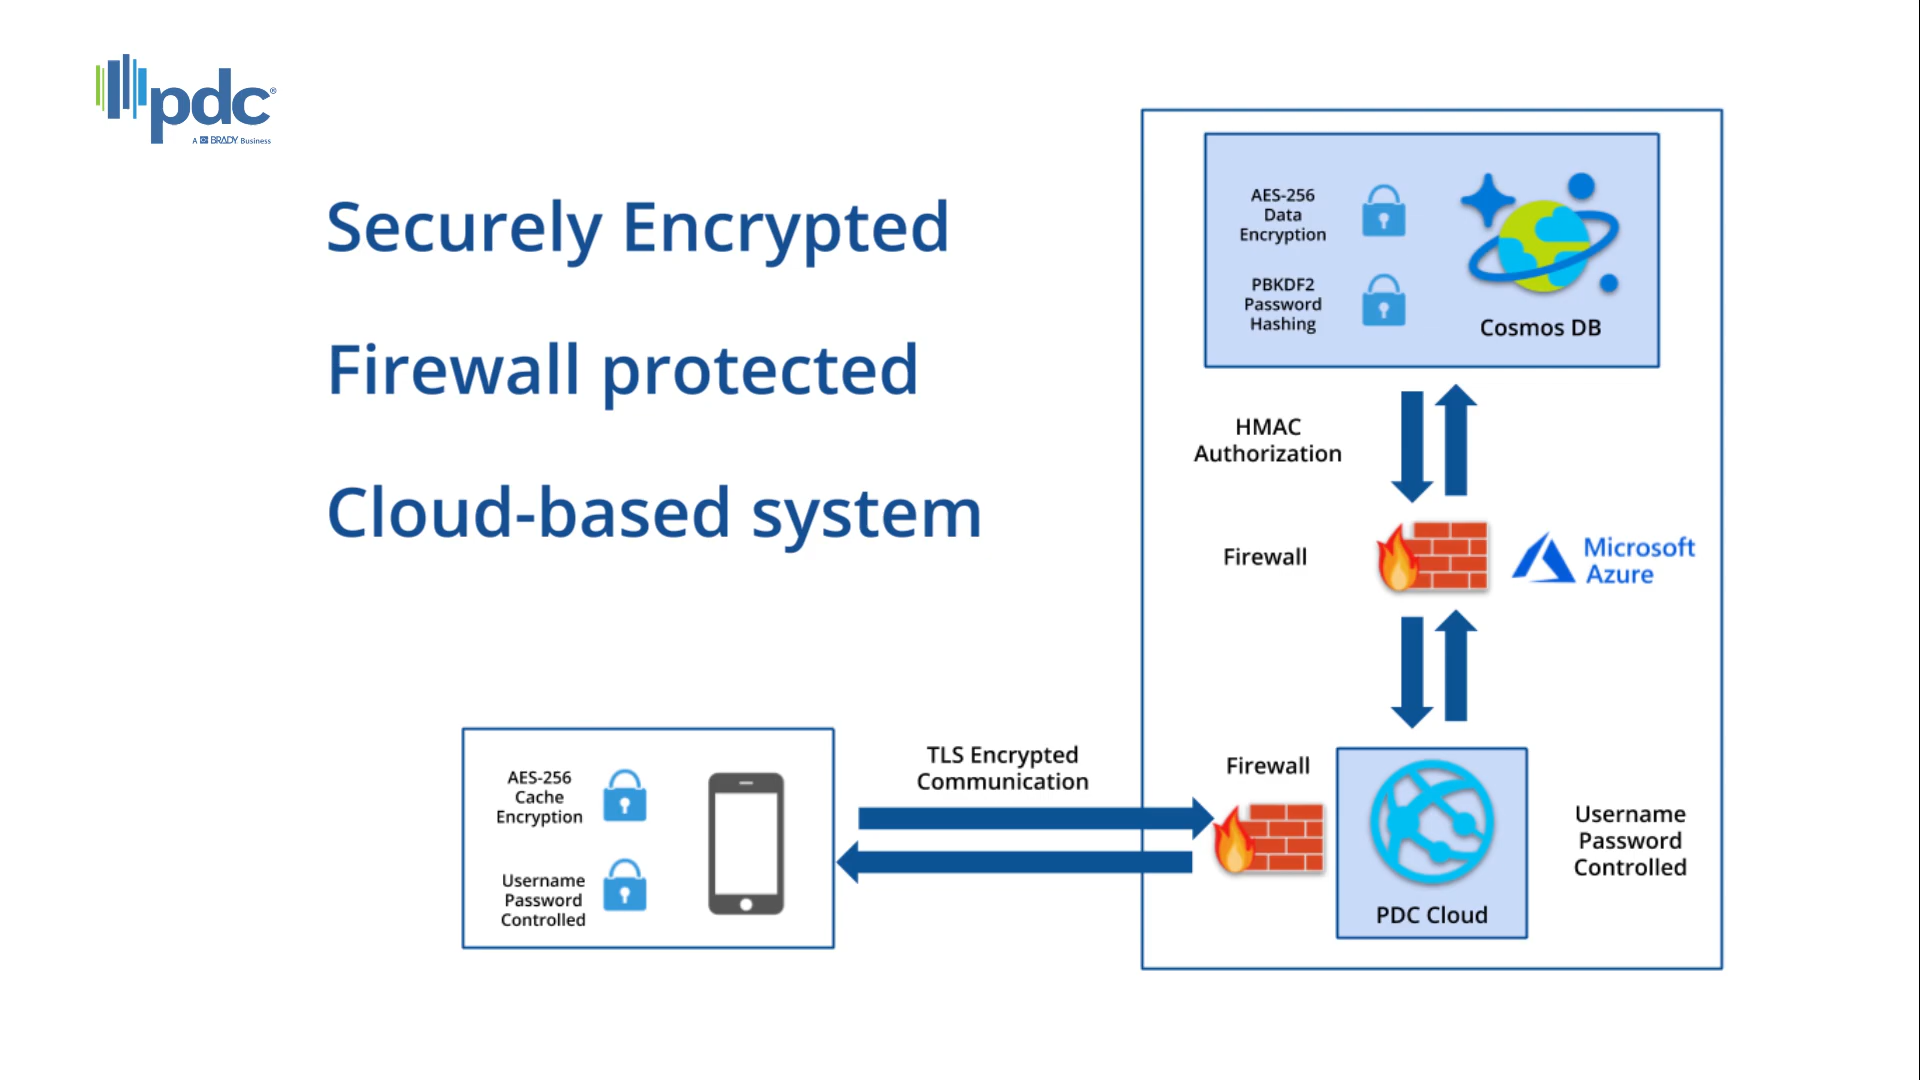 pdc®
A BRADY Business
Securely Encrypted
Firewall protected
Cloud-based system
AES-256
Data
Encryption
PBKDF2
Password
Hashing
Cosmos DB
HMAC
Authorization
Firewall
Microsoft
Azure
AES-256
Cache
Encryption
Username
Password
Controlled
TLS Encrypted
Communication
Firewall
PDC Cloud
Username
Password
Controlled